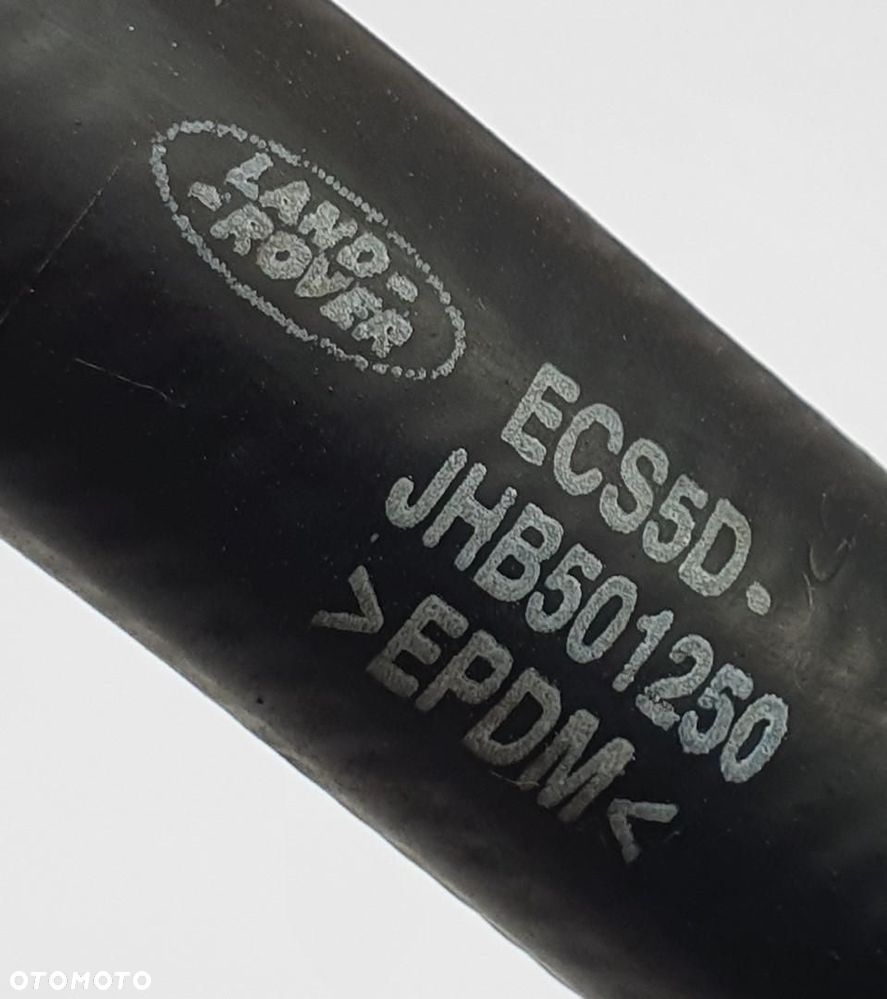 LAND-
-ROVER
ECS5D.
JHB501250
>EPDM<
OTOMOTO